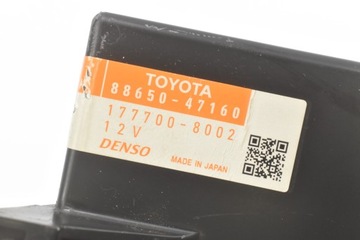 TOYOTA
88650-47160
177700-8002
12V
DENSO
MADE IN JAPAN